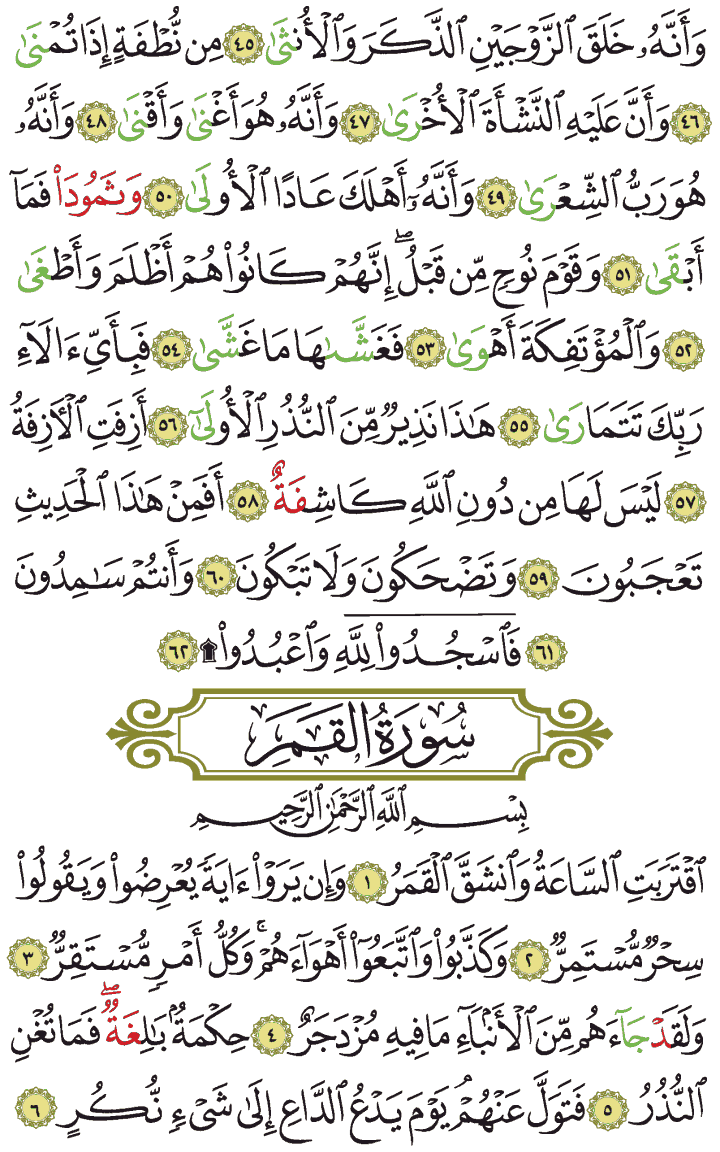 وَأَنَّهُۥ خَلَقَ ٱلزَّوۡجَيۡنِ ٱلذَّكَرَ وَٱلۡأُنثَىٰ ٤٥ مِن نُّطۡفَةٍ إِذَا تُمۡنَىٰ
٤٦ وَأَنَّ عَلَيۡهِ ٱلنَّشۡأَةَ ٱلۡأُخۡرَىٰ ٤٧ وَأَنَّهُۥ هُوَ أَغۡنَىٰ وَأَقۡنَىٰ ٤٨ وَأَنَّهُۥ
هُوَ رَبُّ ٱلشِّعۡرَىٰ ٤٩ وَأَنَّهُۥٓ أَهۡلَكَ عَادًا ٱلۡأُولَىٰ ٥٠ وَثَمُودَاْ فَمَآ
أَبۡقَىٰ ٥١ وَقَوۡمَ نُوحٖ مِّن قَبۡلُۖ إِنَّهُمۡ كَانُواْ هُمۡ أَظۡلَمَ وَأَطۡغَىٰ
٥٢ وَٱلۡمُؤۡتَفِكَةَ أَهۡوَىٰ ٥٣ فَغَشَّىٰهَا مَا غَشَّىٰ ٥٤ فَبِأَيِّ ءَالَآءِ
رَبِّكَ تَتَمَارَىٰ ٥٥ هَٰذَا نَذِيرٞ مِّنَ ٱلنُّذُرِ ٱلۡأُولَىٰٓ ٥٦ أَزِفَتِ ٱلۡأٓزِفَةُ
٥٧ لَيۡسَ لَهَا مِن دُونِ ٱللَّهِ كَاشِفَةٌ ٥٨ أَفَمِنۡ هَٰذَا ٱلۡحَدِيثِ
تَعۡجَبُونَ ٥٩ وَتَضۡحَكُونَ وَلَا تَبۡكُونَ ٦٠ وَأَنتُمۡ سَٰمِدُونَ
٦١ فَٱسۡجُدُواْ لِلَّهِ وَٱعۡبُدُواْ۩ ٦٢
سُورَةُ القَمَرِ
بِسۡمِ ٱللَّهِ ٱلرَّحۡمَٰنِ ٱلرَّحِيمِ
ٱقۡتَرَبَتِ ٱلسَّاعَةُ وَٱنشَقَّ ٱلۡقَمَرُ ١ وَإِن يَرَوۡاْ ءَايَةٗ يُعۡرِضُواْ وَيَقُولُواْ
سِحۡرٞ مُّسۡتَمِرّٞ ٢ وَكَذَّبُواْ وَٱتَّبَعُوٓاْ أَهۡوَآءَهُمۡۚ وَكُلُّ أَمۡرٖ مُّسۡتَقِرّٞ ٣
وَلَقَدۡ جَآءَهُم مِّنَ ٱلۡأَنۢبَآءِ مَا فِيهِ مُزۡدَجَرٌ ٤ حِكۡمَةُۢ بَٰلِغَةٞۖ فَمَا تُغۡنِ
ٱلنُّذُرُ ٥ فَتَوَلَّ عَنۡهُمۡۘ يَوۡمَ يَدۡعُ ٱلدَّاعِ إِلَىٰ شَيۡءٖ نُّكُرٍ ٦